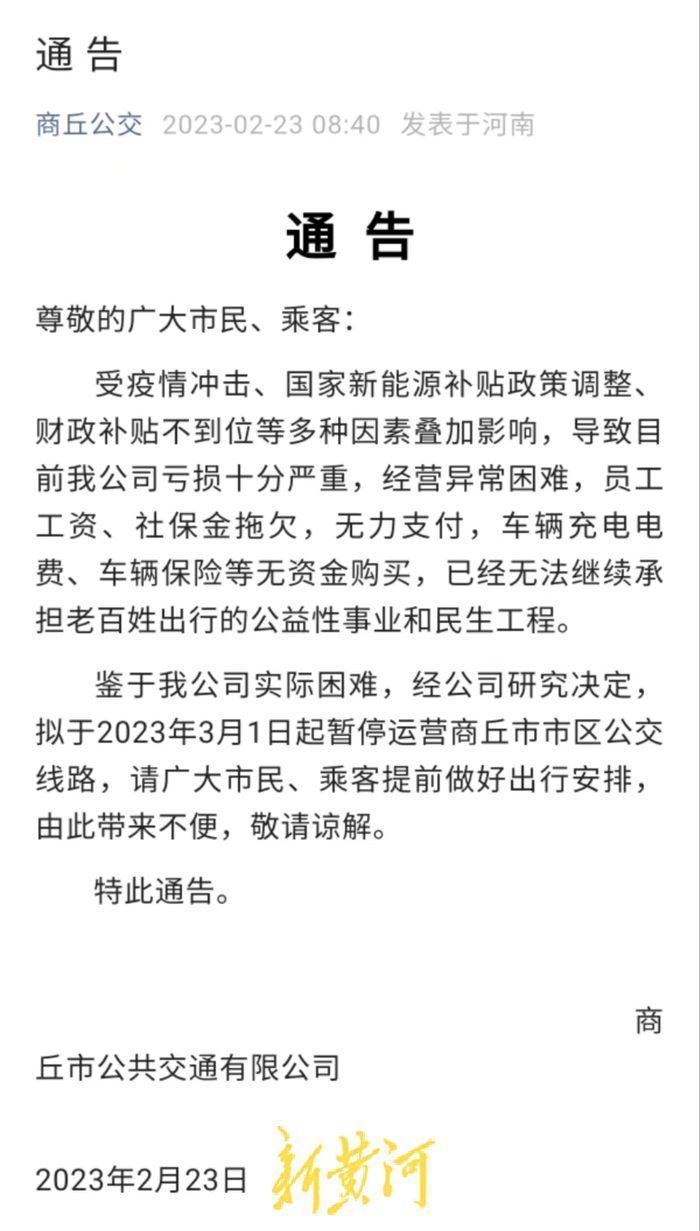 通告
商丘公交 2023-02-23 08:40 发表于河南
通 告
尊敬的广大市民、乘客：
受疫情冲击、国家新能源补贴政策调整、
财政补贴不到位等多种因素叠加影响，导致目
前我公司亏损十分严重，经营异常困难，员工
工资、社保金拖欠，无力支付，车辆充电电
费、车辆保险等无资金购买，已经无法继续承
担老百姓出行的公益性事业和民生工程。
鉴于我公司实际困难，经公司研究决定，
拟于2023年3月1日起暂停运营商丘市市区公交
线路，请广大市民、乘客提前做好出行安排，
由此带来不便，敬请谅解。
特此通告。
商
丘市公共交通有限公司
2023年2月23日
新黄河